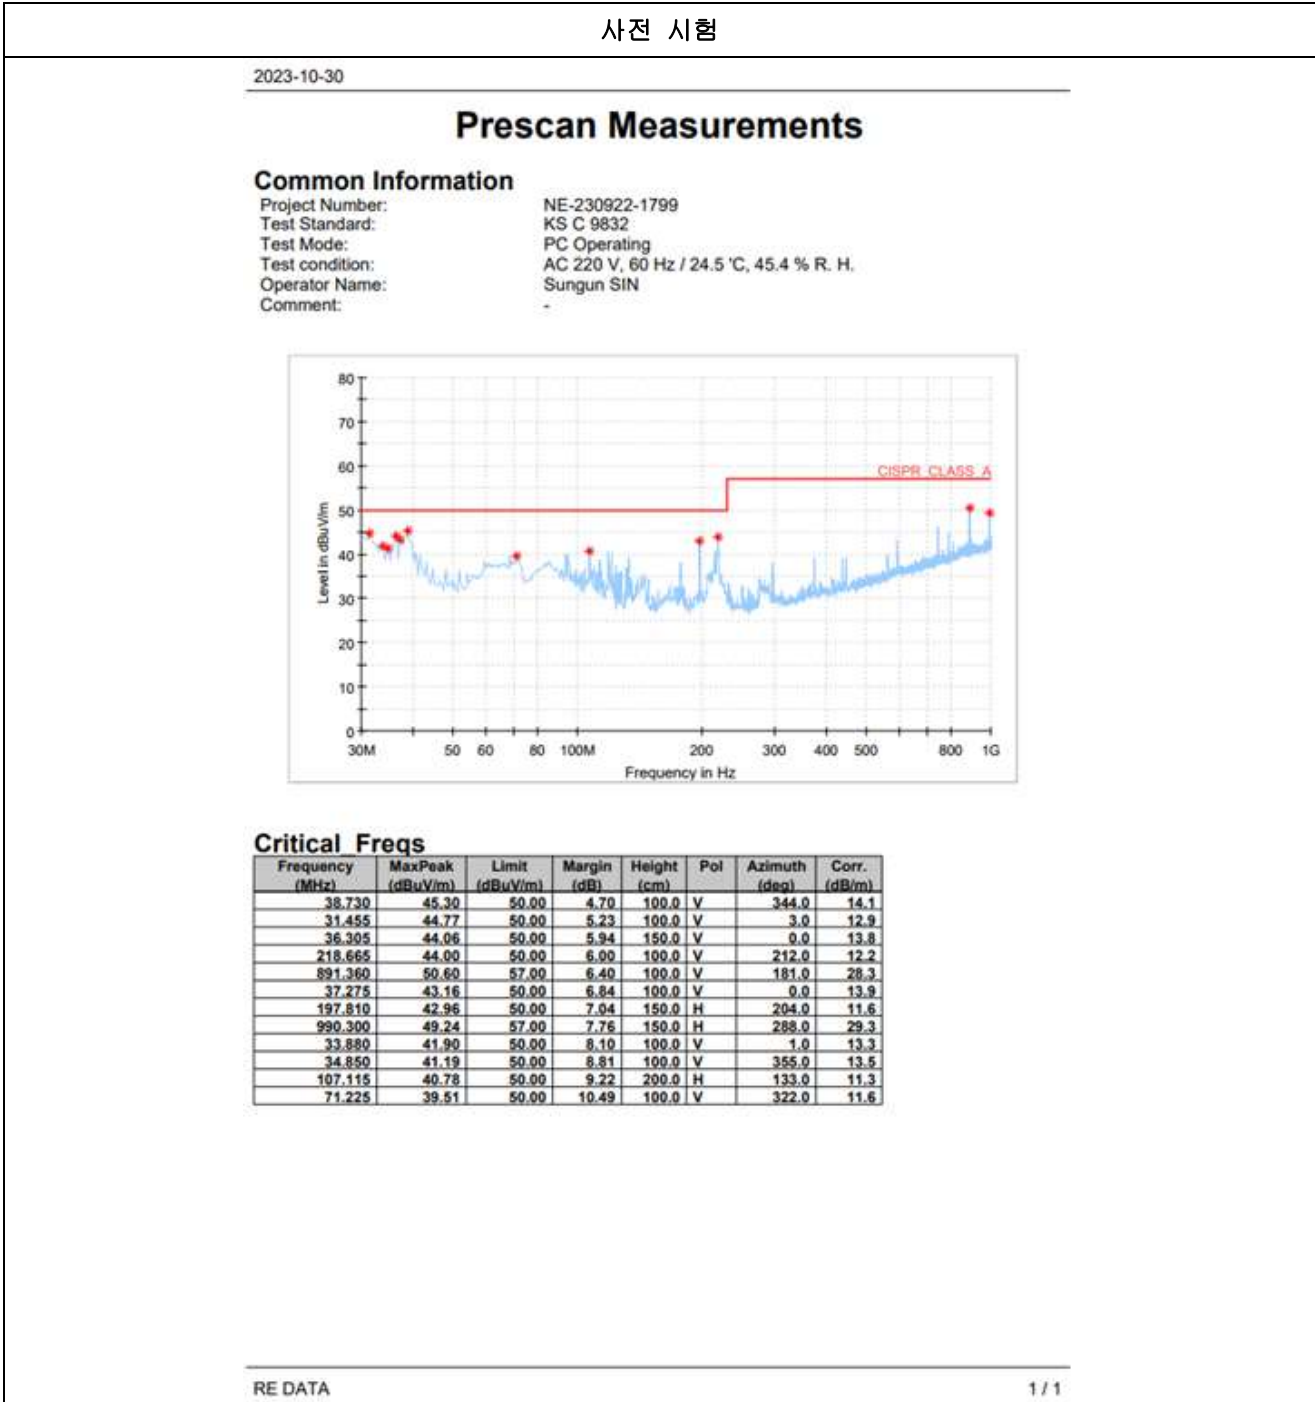 사전 시험
2023-10-30
Prescan Measurements
Common Information
Project Number: NE-230922-1799
Test Standard: KS C 9832
Test Mode: PC Operating
Test condition: AC 220 V, 60 Hz / 24.5 'C, 45.4 % R. H.
Operator Name: Sungun SIN
Comment: -
80
70
60
50
40
30
20
10
0
Level in dBuV/m
CISPR_CLASS_A
30M 50 60 80 100M 200 300 400 500 800 1G
Frequency in Hz
Critical_Freqs
Frequency MaxPeak Limit Margin Height Pol Azimuth Corr.
(MHz) (dBuV/m) (dBuV/m) (dB) (cm) (deg) (dB/m)
38.730 45.30 50.00 4.70 100.0 V 344.0 14.1
31.455 44.77 50.00 5.23 100.0 V 3.0 12.9
36.305 44.06 50.00 5.94 150.0 V 0.0 13.8
218.665 44.00 50.00 6.00 100.0 V 212.0 12.2
891.360 50.60 57.00 6.40 100.0 V 181.0 28.3
37.275 43.16 50.00 6.84 100.0 V 0.0 13.9
197.810 42.96 50.00 7.04 150.0 H 204.0 11.6
990.300 49.24 57.00 7.76 150.0 H 288.0 29.3
33.880 41.90 50.00 8.10 100.0 V 1.0 13.3
34.850 41.19 50.00 8.81 100.0 V 355.0 13.5
107.115 40.78 50.00 9.22 200.0 H 133.0 11.3
71.225 39.51 50.00 10.49 100.0 V 322.0 11.6
RE DATA 1 / 1